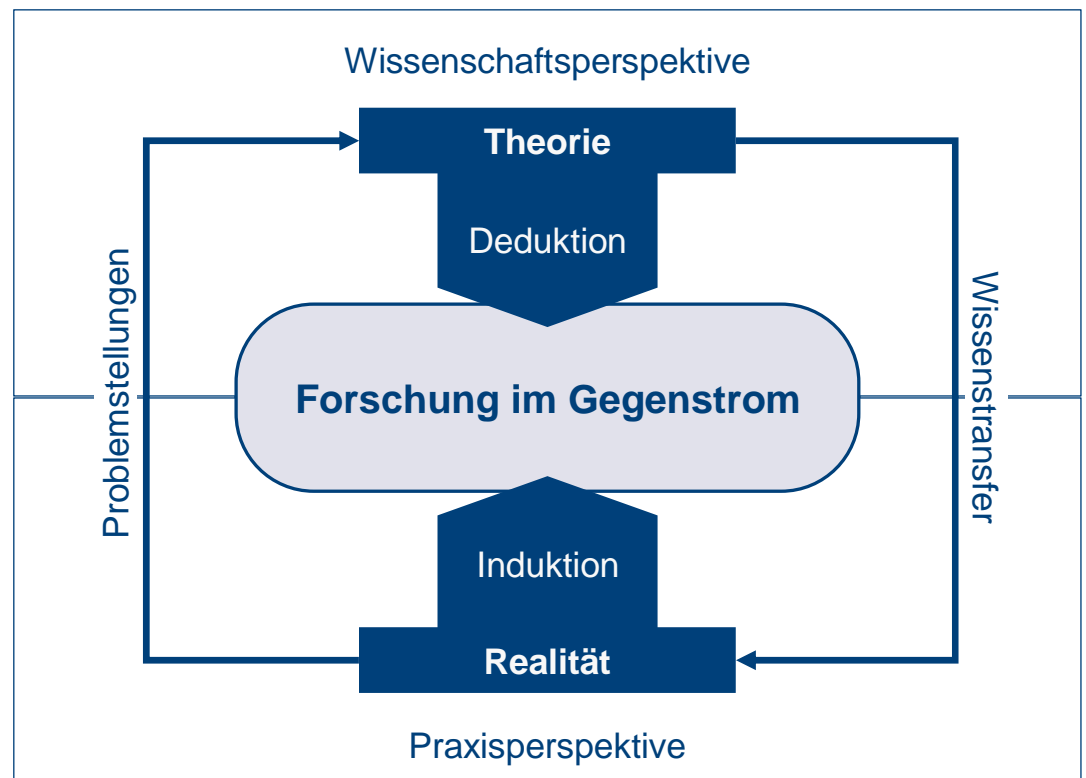 Wissenschaftsperspektive
Theorie
Deduktion
Problemstellungen
Forschung im Gegenstrom
Wissenstransfer
Induktion
Realität
Praxisperspektive